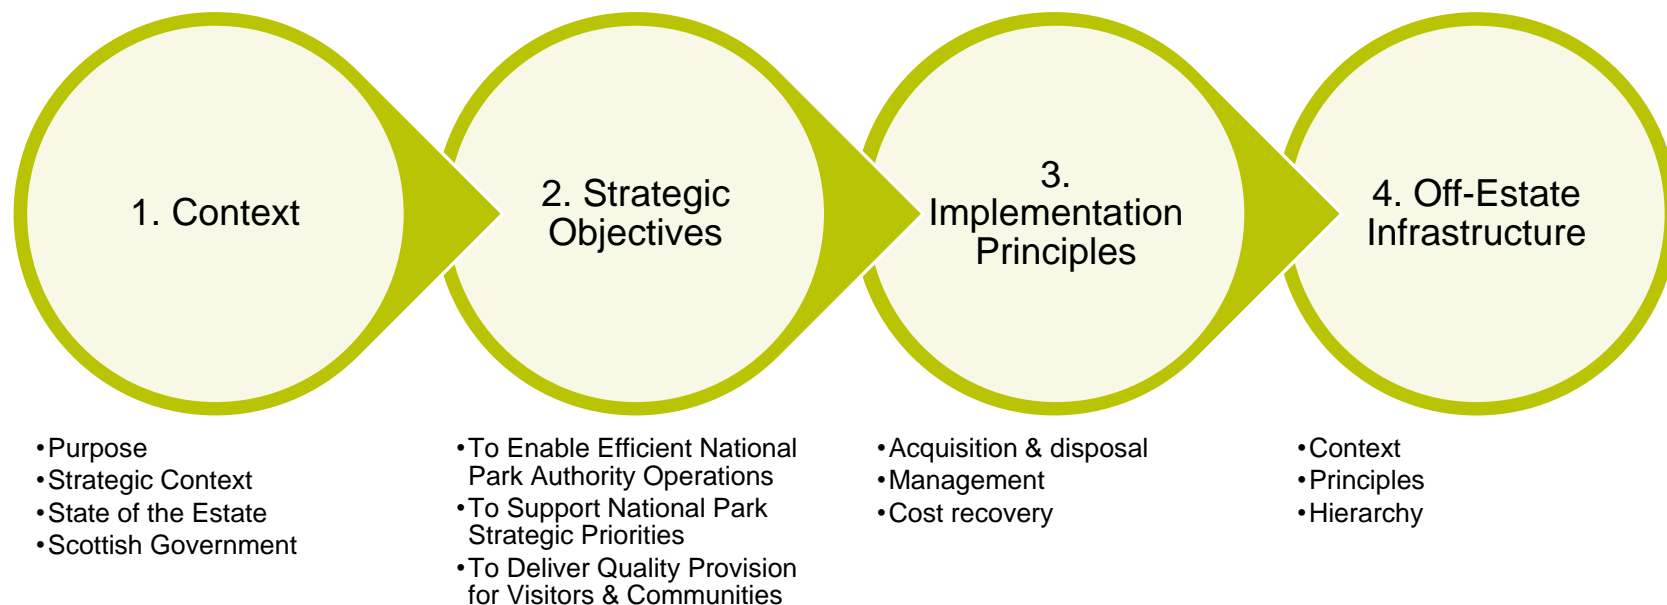 1. Context
2. Strategic
Objectives
3.
Implementation
Principles
4. Off-Estate
Infrastructure
•Purpose
•Strategic Context
•State of the Estate
•Scottish Government
•To Enable Efficient National
Park Authority Operations
•To Support National Park
Strategic Priorities
•To Deliver Quality Provision
for Visitors & Communities
•Acquisition & disposal
•Management
•Cost recovery
•Context
•Principles
•Hierarchy